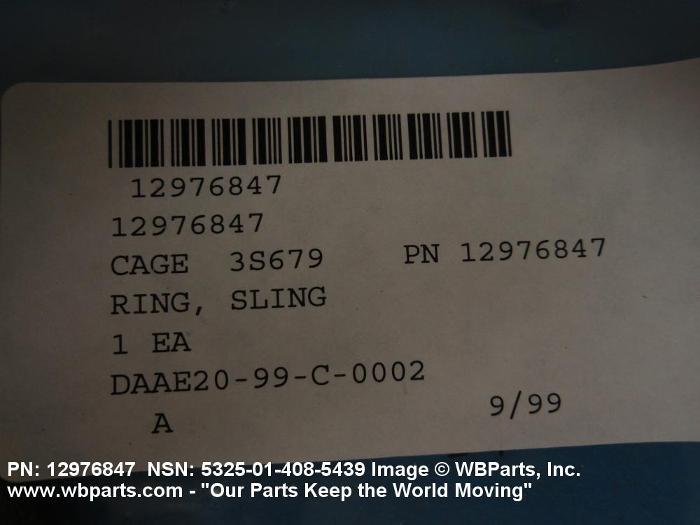 12976847
12976847
CAGE 3S679 PN 12976847
RING, SLING
1 EA
DAAE20-99-C-0002
A 9/99
PN: 12976847 NSN: 5325-01-408-5439 Image © WBParts, Inc.
www.wbparts.com - "Our Parts Keep the World Moving"